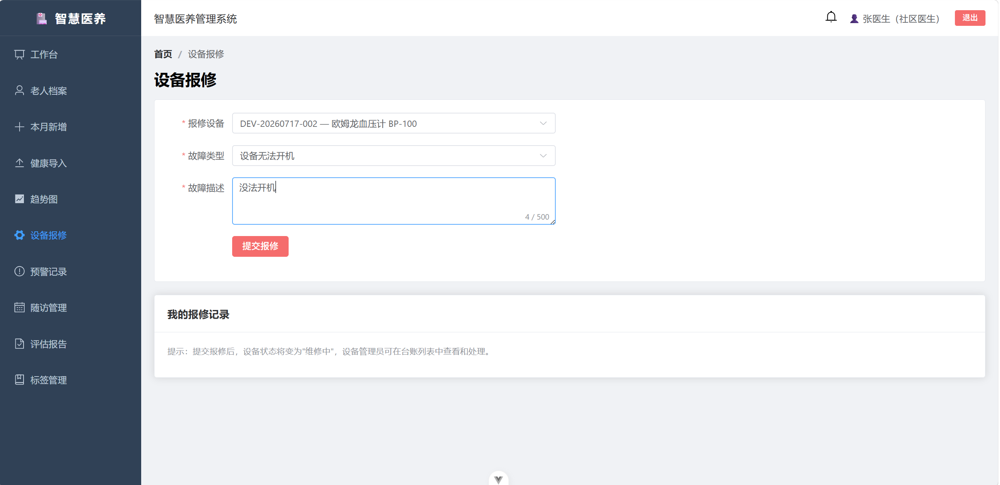 智慧医养
智慧医养管理系统
张医生（社区医生）
退出
工作台
老人档案
本月新增
健康导入
趋势图
设备报修
预警记录
随访管理
评估报告
标签管理
首页 / 设备报修
设备报修
* 报修设备 DEV-20260717-002 — 欧姆龙血压计 BP-100
* 故障类型 设备无法开机
* 故障描述 没法开机
4 / 500
提交报修
我的报修记录
提示：提交报修后，设备状态将变为"维修中"，设备管理员可在台账列表中查看和处理。